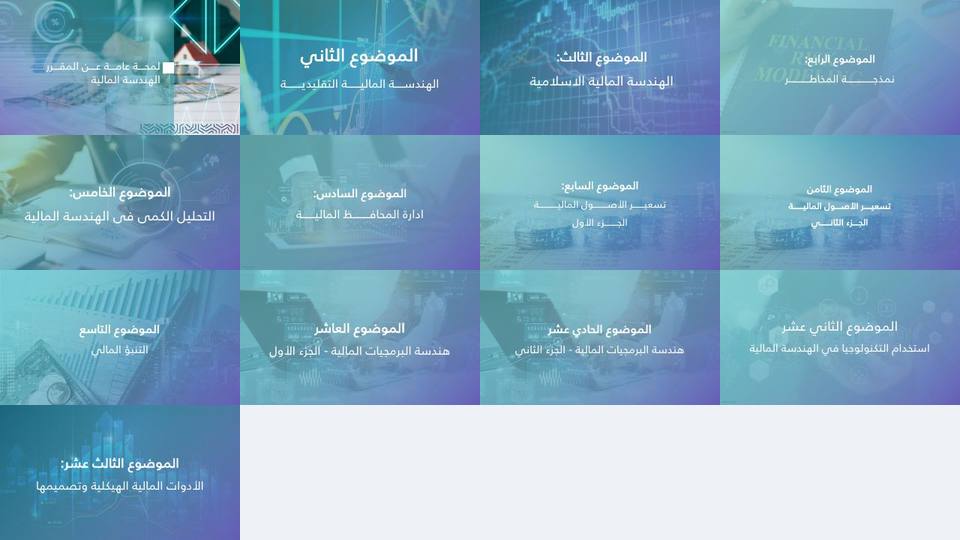 لمحة عامة عن المقرر
الهندسة المالية
الموضوع الثاني
الهندسة المالية التقليدية
الموضوع الثالث:
الهندسة المالية الاسلامية
FINANCIAL
الموضوع الرابع:
نمذجة المخاطر
الموضوع الخامس:
التحليل الكمي في الهندسة المالية
الموضوع السادس:
ادارة المحافظ المالية
الموضوع السابع:
تسعير الأصول المالية
الجزء الأول
الموضوع الثامن
تسعير الأصول المالية
الجزء الثاني
الموضوع التاسع
التنبؤ المالي
الموضوع العاشر
هندسة البرمجيات المالية - الجزء الأول
الموضوع الحادي عشر
هندسة البرمجيات المالية - الجزء الثاني
الموضوع الثاني عشر
استخدام التكنولوجيا في الهندسة المالية
الموضوع الثالث عشر:
الأدوات المالية الهيكلية وتصميمها